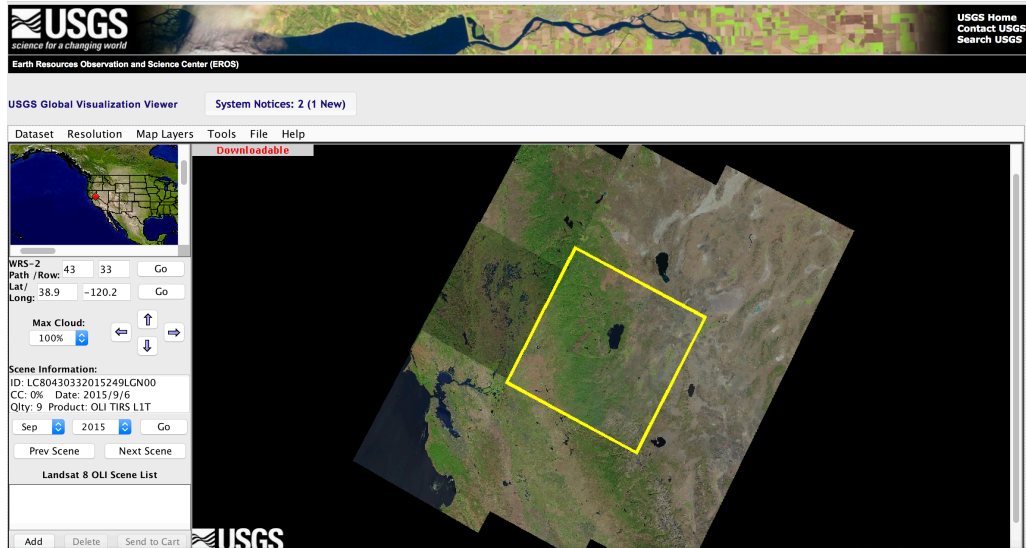 USGS
science for a changing world
USGS Home
Contact USGS
Search USGS
Earth Resources Observation and Science Center (EROS)
USGS Global Visualization Viewer
System Notices: 2 (1 New)
Dataset Resolution Map Layers Tools File Help
Downloadable
WRS-2
Path /Row: 43 33 Go
Lat/
Long: 38.9 -120.2 Go
Max Cloud:
100%
Scene Information:
ID: LC80430332015249LGN00
CC: 0% Date: 2015/9/6
Qlty: 9 Product: OLI TIRS L1T
Sep 2015 Go
Prev Scene Next Scene
Landsat 8 OLI Scene List
Add Delete Send to Cart
USGS